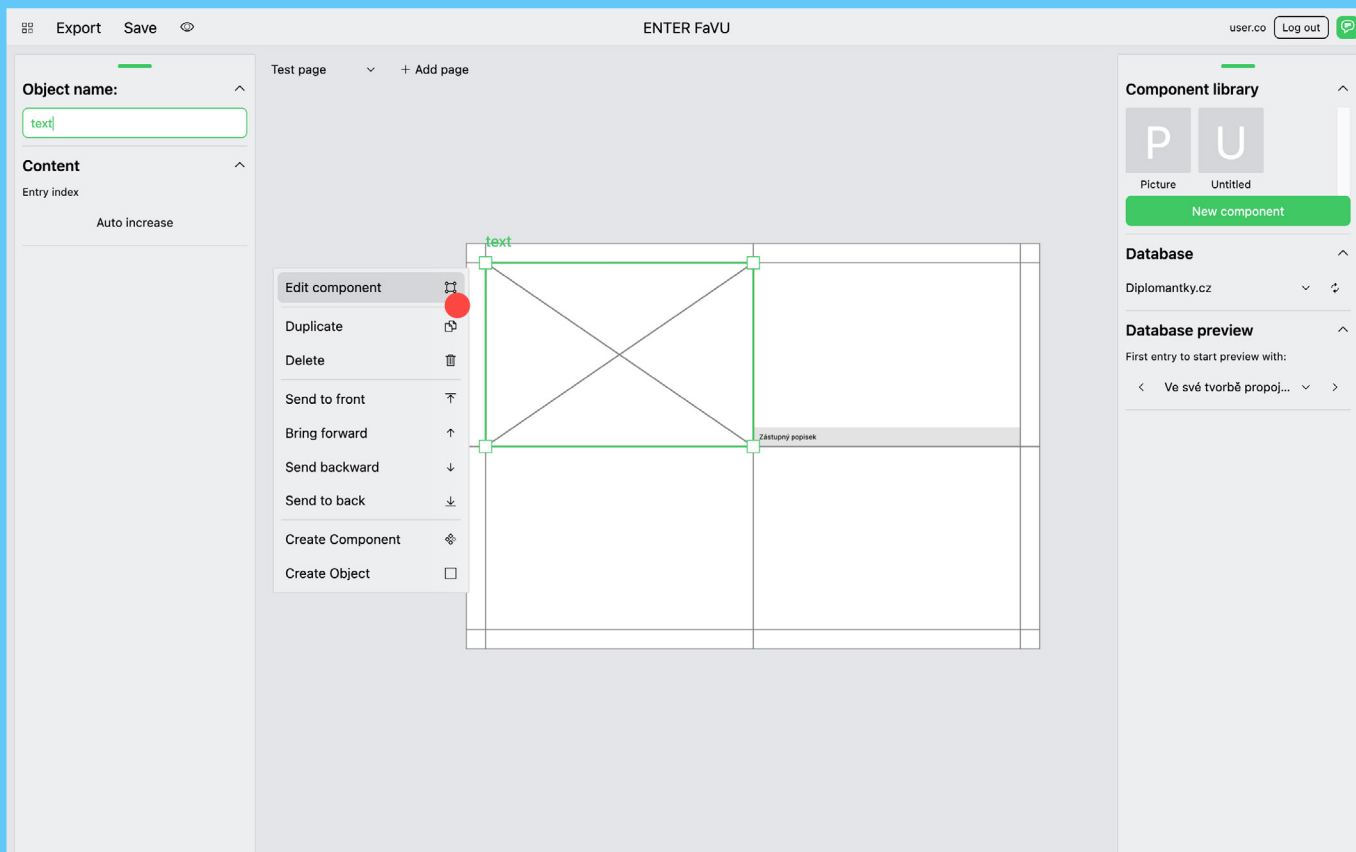 Export Save ENTER FaVU user.co Log out
Object name:
text
Content
Entry index
Auto increase
Test page + Add page
text
Edit component
Duplicate
Delete
Send to front
Bring forward
Send backward
Send to back
Create Component
Create Object
Zástupný popisek
Component library
P U
Picture Untitled
New component
Database
Diplomantky.cz
Database preview
First entry to start preview with:
Ve své tvorbě propoj...